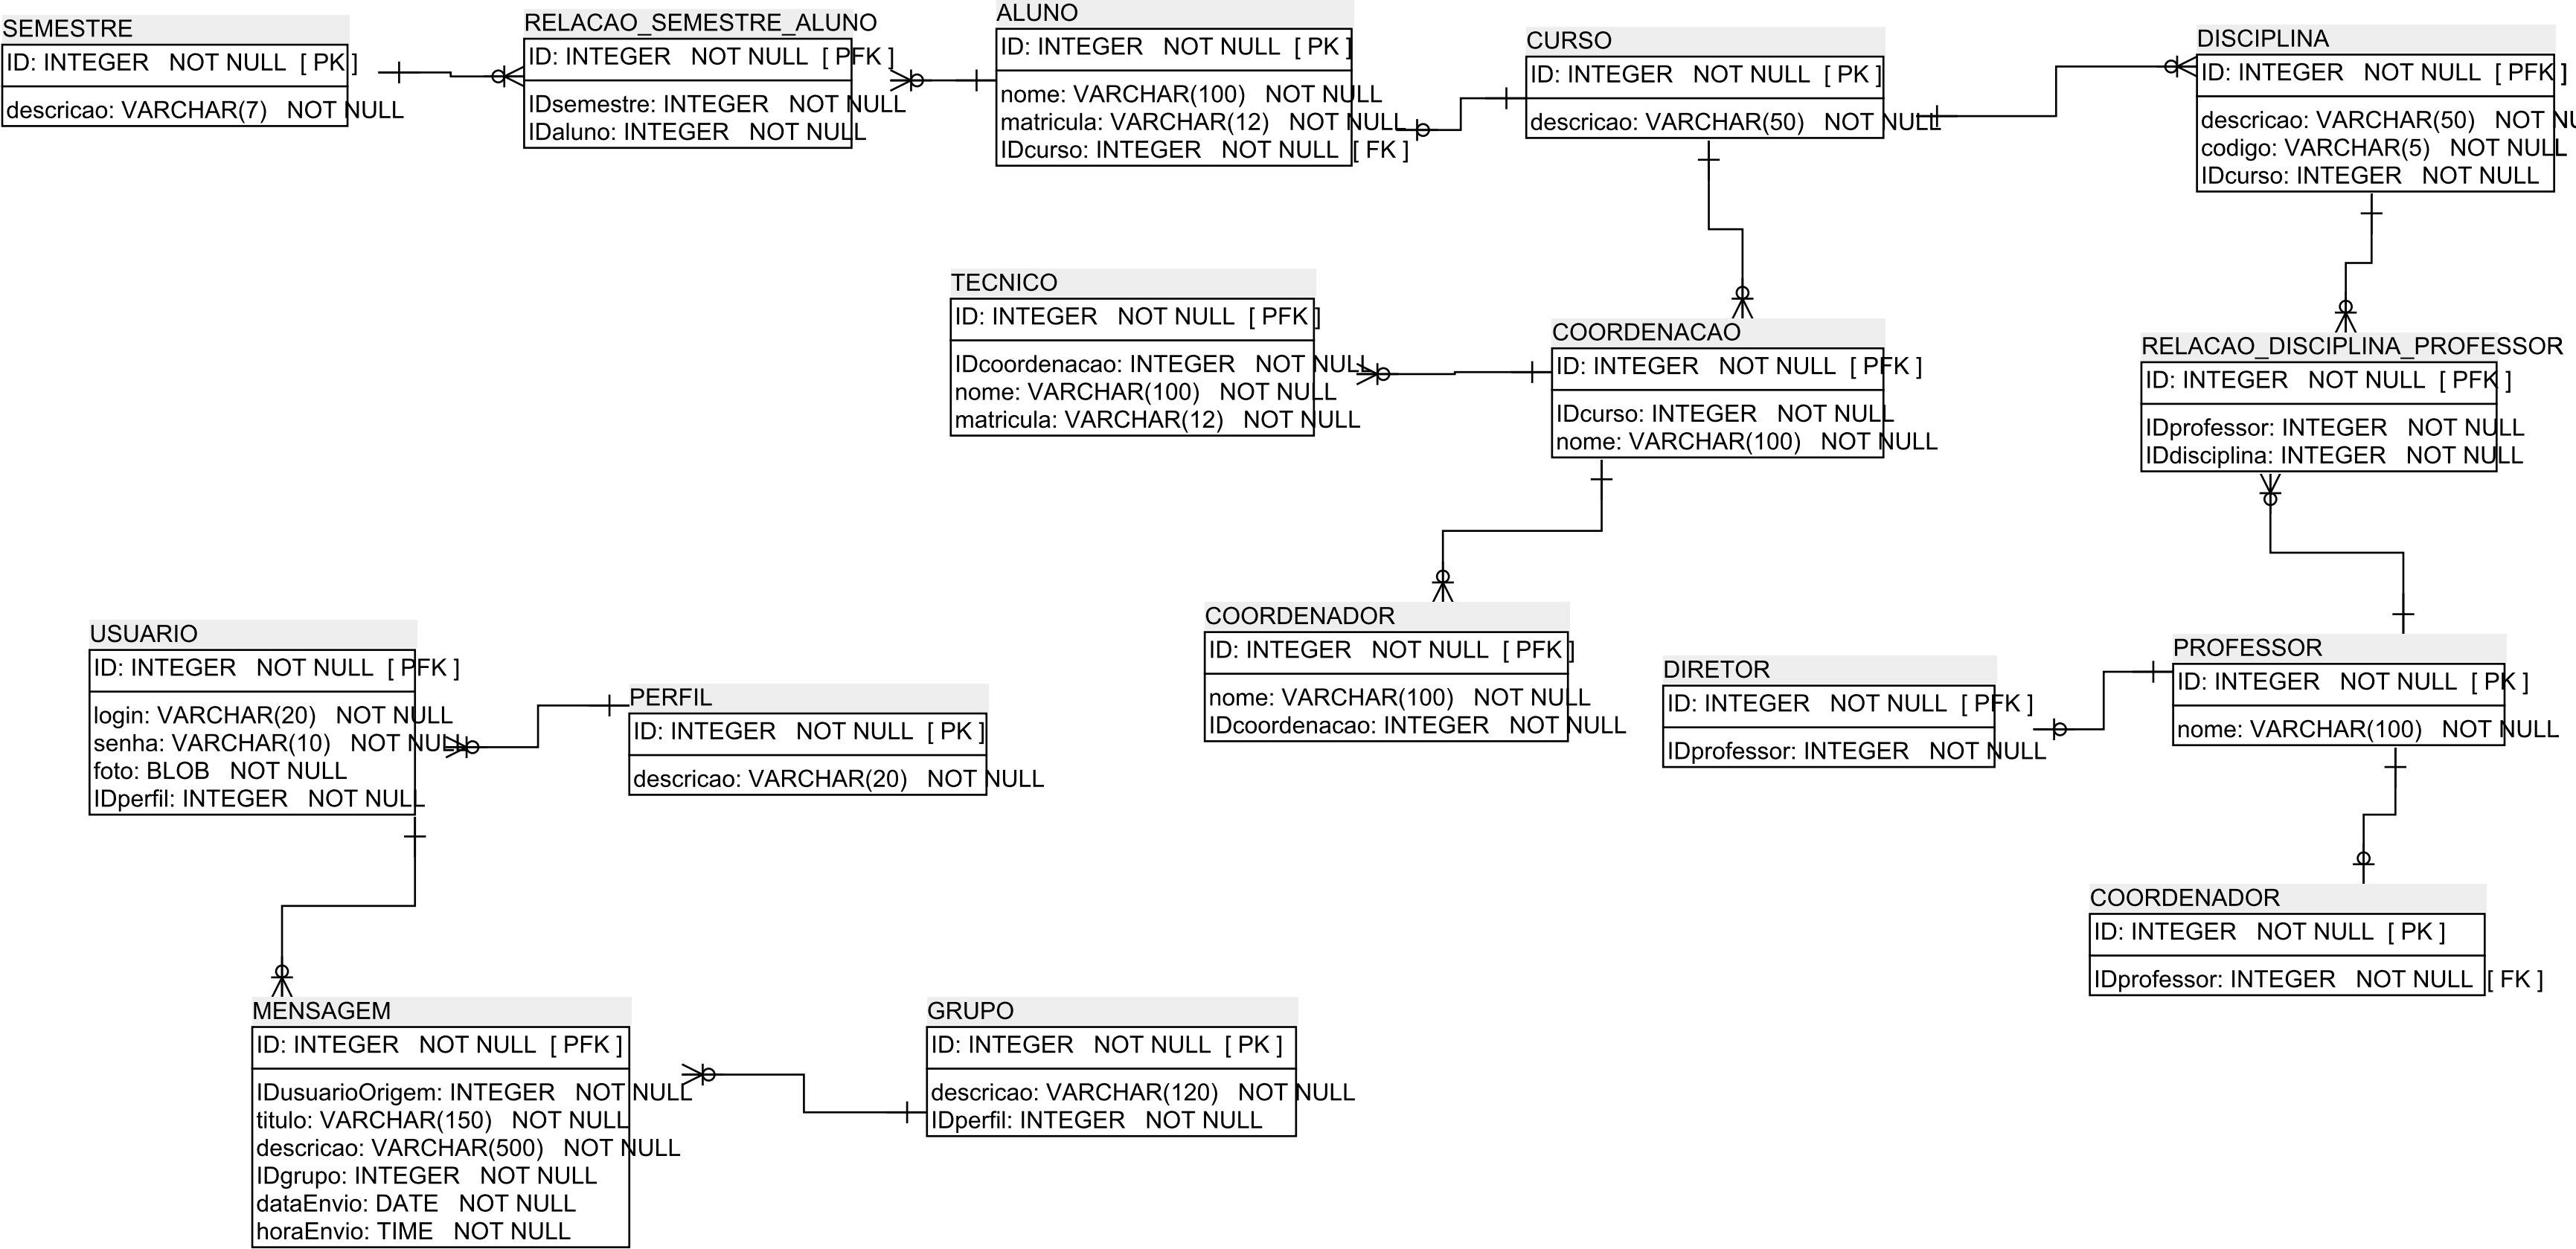 SEMESTRE
ID: INTEGER NOT NULL [ PK ]
descricao: VARCHAR(7) NOT NULL
RELACAO_SEMESTRE_ALUNO
ID: INTEGER NOT NULL [ PFK ]
IDsemestre: INTEGER NOT NULL
IDaluno: INTEGER NOT NULL
ALUNO
ID: INTEGER NOT NULL [ PK ]
nome: VARCHAR(100) NOT NULL
matricula: VARCHAR(12) NOT NULL
IDcurso: INTEGER NOT NULL [ FK ]
CURSO
ID: INTEGER NOT NULL [ PK ]
descricao: VARCHAR(50) NOT NULL
DISCIPLINA
ID: INTEGER NOT NULL [ PFK ]
descricao: VARCHAR(50) NOT NU
codigo: VARCHAR(5) NOT NULL
IDcurso: INTEGER NOT NULL
TECNICO
ID: INTEGER NOT NULL [ PFK ]
IDcoordenacao: INTEGER NOT NULL
nome: VARCHAR(100) NOT NULL
matricula: VARCHAR(12) NOT NULL
COORDENACAO
ID: INTEGER NOT NULL [ PFK ]
IDcurso: INTEGER NOT NULL
nome: VARCHAR(100) NOT NULL
RELACAO_DISCIPLINA_PROFESSOR
ID: INTEGER NOT NULL [ PFK ]
IDprofessor: INTEGER NOT NULL
IDdisciplina: INTEGER NOT NULL
COORDENADOR
ID: INTEGER NOT NULL [ PFK ]
nome: VARCHAR(100) NOT NULL
IDcoordenacao: INTEGER NOT NULL
USUARIO
ID: INTEGER NOT NULL [ PFK ]
login: VARCHAR(20) NOT NULL
senha: VARCHAR(10) NOT NULL
foto: BLOB NOT NULL
IDperfil: INTEGER NOT NULL
PERFIL
ID: INTEGER NOT NULL [ PK ]
descricao: VARCHAR(20) NOT NULL
DIRETOR
ID: INTEGER NOT NULL [ PFK ]
IDprofessor: INTEGER NOT NULL
PROFESSOR
ID: INTEGER NOT NULL [ PK ]
nome: VARCHAR(100) NOT NULL
COORDENADOR
ID: INTEGER NOT NULL [ PK ]
IDprofessor: INTEGER NOT NULL [ FK ]
MENSAGEM
ID: INTEGER NOT NULL [ PFK ]
IDusuarioOrigem: INTEGER NOT NULL
titulo: VARCHAR(150) NOT NULL
descricao: VARCHAR(500) NOT NULL
IDgrupo: INTEGER NOT NULL
dataEnvio: DATE NOT NULL
horaEnvio: TIME NOT NULL
GRUPO
ID: INTEGER NOT NULL [ PK ]
descricao: VARCHAR(120) NOT NULL
IDperfil: INTEGER NOT NULL